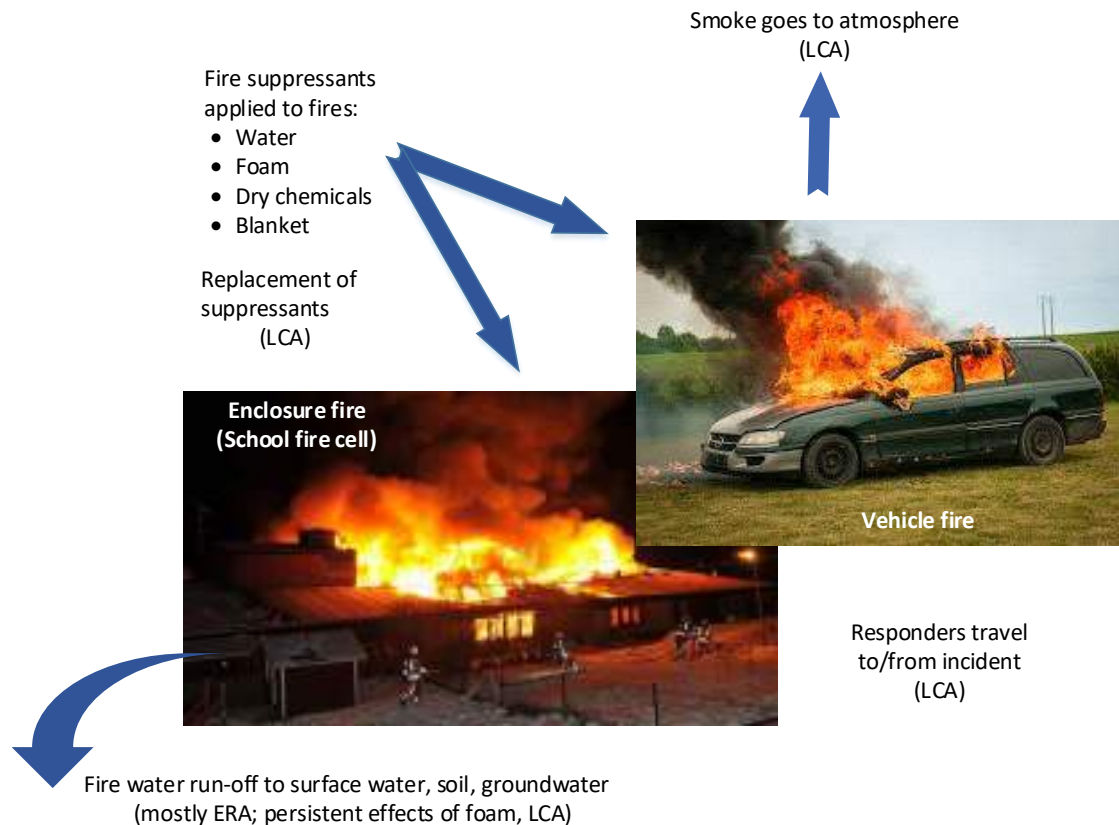 Smoke goes to atmosphere
(LCA)
Fire suppressants
applied to fires:
• Water
• Foam
• Dry chemicals
• Blanket
Replacement of
suppressants
(LCA)
Enclosure fire
(School fire cell)
Vehicle fire
Responders travel
to/from incident
(LCA)
Fire water run-off to surface water, soil, groundwater
(mostly ERA; persistent effects of foam, LCA)